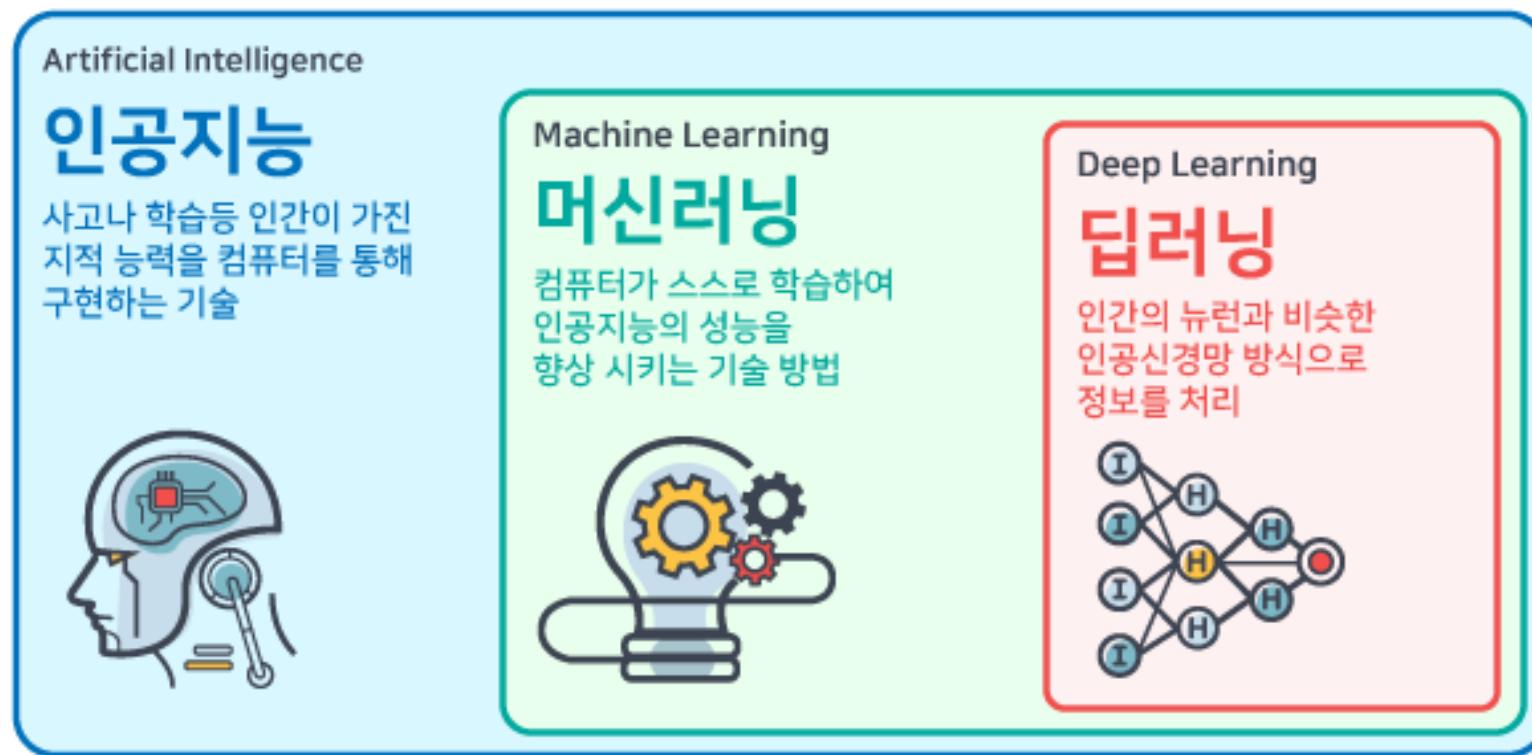 Artificial Intelligence
인공지능
사고나 학습등 인간이 가진
지적 능력을 컴퓨터를 통해
구현하는 기술
Machine Learning
머신러닝
컴퓨터가 스스로 학습하여
인공지능의 성능을
향상 시키는 기술 방법
Deep Learning
딥러닝
인간의 뉴런과 비슷한
인공신경망 방식으로
정보를 처리
I
H
I
H
H
I
H
H
I